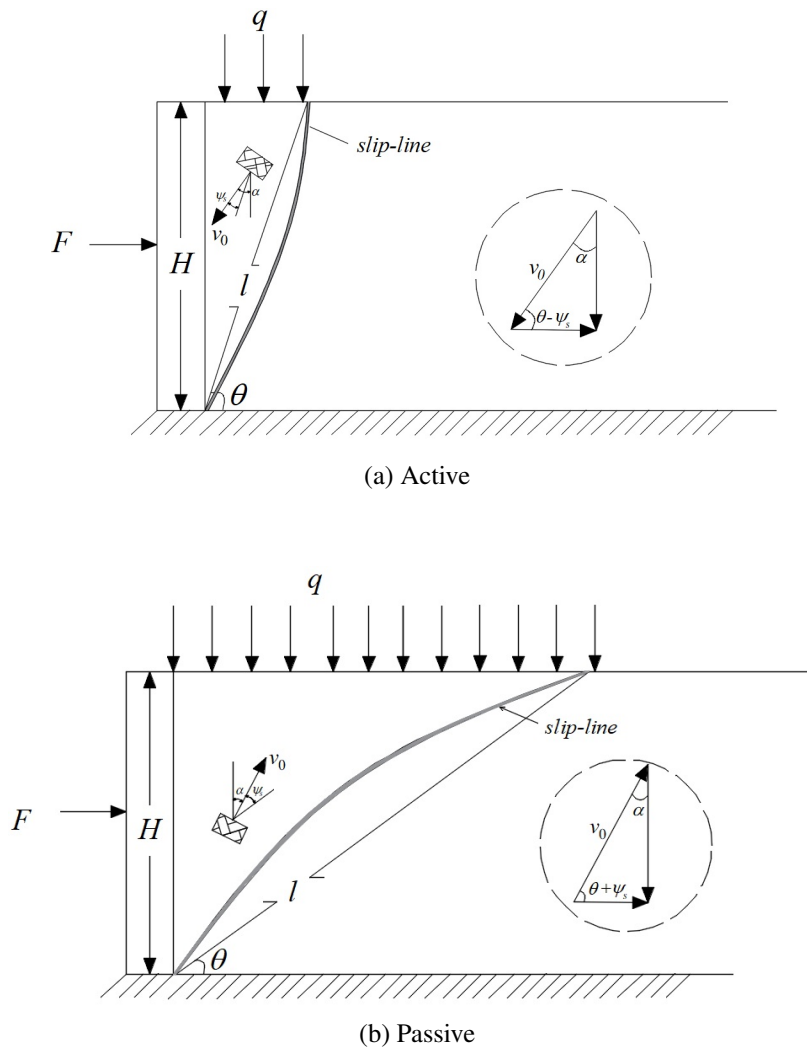 q
slip-line
ψₛ α
v₀
F
H
l
θ
v₀
α
θ-ψₛ
(a) Active
q
slip-line
α ψₛ
v₀
F
H
l
θ
v₀
α
θ+ψₛ
(b) Passive